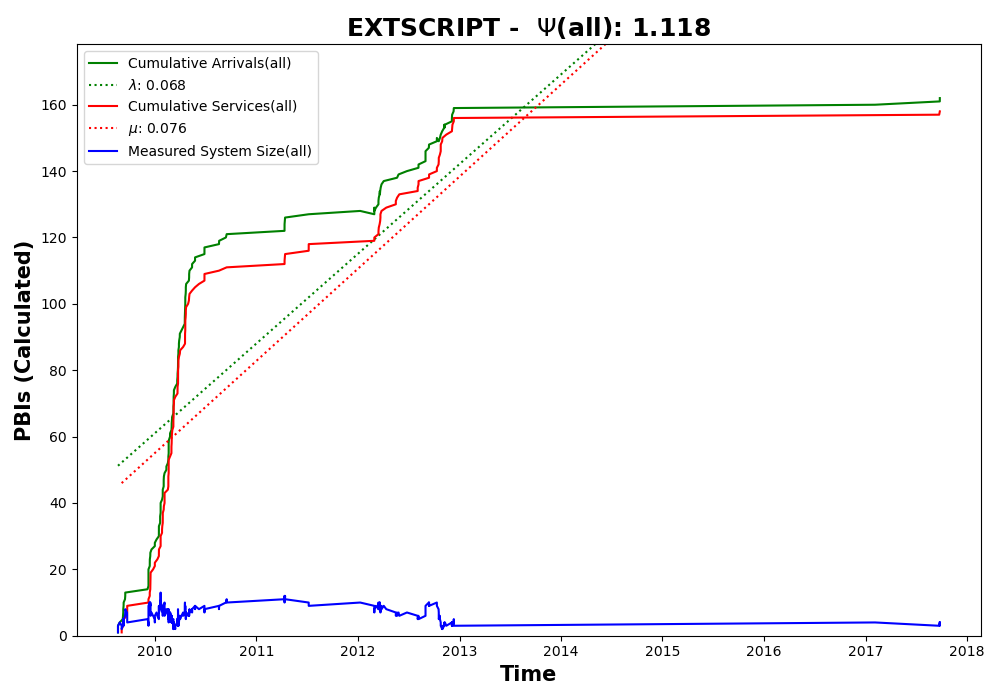 EXTSCRIPT - Ψ(all): 1.118
Cumulative Arrivals(all)
λ: 0.068
Cumulative Services(all)
μ: 0.076
Measured System Size(all)
PBIs (Calculated)
160
140
120
100
80
60
40
20
0
2010 2011 2012 2013 2014 2015 2016 2017 2018
Time